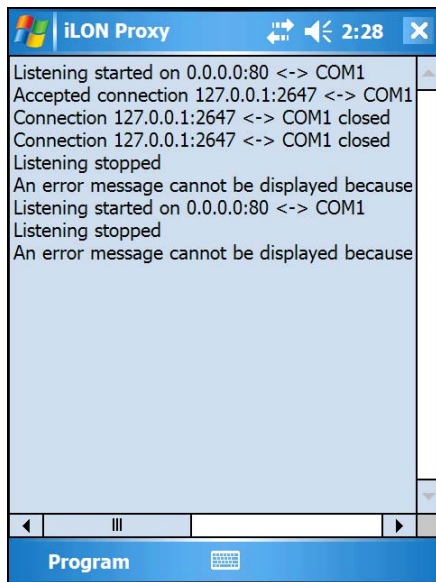 iLON Proxy 2:28
Listening started on 0.0.0.0:80 <-> COM1
Accepted connection 127.0.0.1:2647 <-> COM1
Connection 127.0.0.1:2647 <-> COM1 closed
Connection 127.0.0.1:2647 <-> COM1 closed
Listening stopped
An error message cannot be displayed because
Listening started on 0.0.0.0:80 <-> COM1
Listening stopped
An error message cannot be displayed because
Program